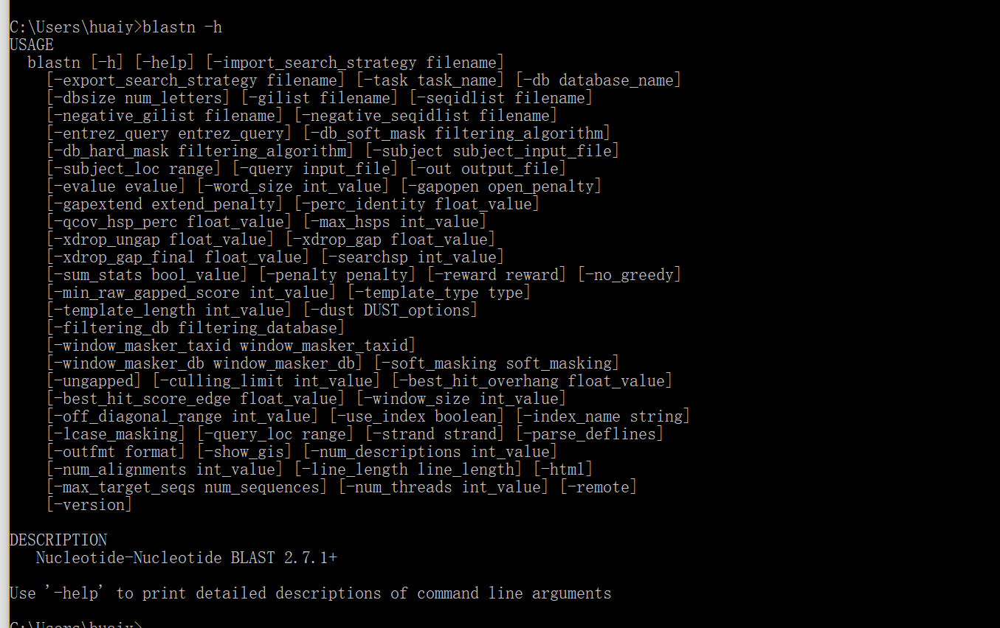 C:\Users\huaiy>blastn -h
USAGE
  blastn [-h] [-help] [-import_search_strategy filename]
    [-export_search_strategy filename] [-task task_name] [-db database_name]
    [-dbsize num_letters] [-gilist filename] [-seqidlist filename]
    [-negative_gilist filename] [-negative_seqidlist filename]
    [-entrez_query entrez_query] [-db_soft_mask filtering_algorithm]
    [-db_hard_mask filtering_algorithm] [-subject subject_input_file]
    [-subject_loc range] [-query input_file] [-out output_file]
    [-evalue evalue] [-word_size int_value] [-gapopen open_penalty]
    [-gapextend extend_penalty] [-perc_identity float_value]
    [-qcov_hsp_perc float_value] [-max_hsps int_value]
    [-xdrop_ungap float_value] [-xdrop_gap float_value]
    [-xdrop_gap_final float_value] [-searchsp int_value]
    [-sum_stats bool_value] [-penalty penalty] [-reward reward] [-no_greedy]
    [-min_raw_gapped_score int_value] [-template_type type]
    [-template_length int_value] [-dust DUST_options]
    [-filtering_db filtering_database]
    [-window_masker_taxid window_masker_taxid]
    [-window_masker_db window_masker_db] [-soft_masking soft_masking]
    [-ungapped] [-culling_limit int_value] [-best_hit_overhang float_value]
    [-best_hit_score_edge float_value] [-window_size int_value]
    [-off_diagonal_range int_value] [-use_index boolean] [-index_name string]
    [-lcase_masking] [-query_loc range] [-strand strand] [-parse_deflines]
    [-outfmt format] [-show_gis] [-num_descriptions int_value]
    [-num_alignments int_value] [-line_length line_length] [-html]
    [-max_target_seqs num_sequences] [-num_threads int_value] [-remote]
    [-version]
DESCRIPTION
   Nucleotide-Nucleotide BLAST 2.7.1+
Use '-help' to print detailed descriptions of command line arguments
C:\Users\huaiy>